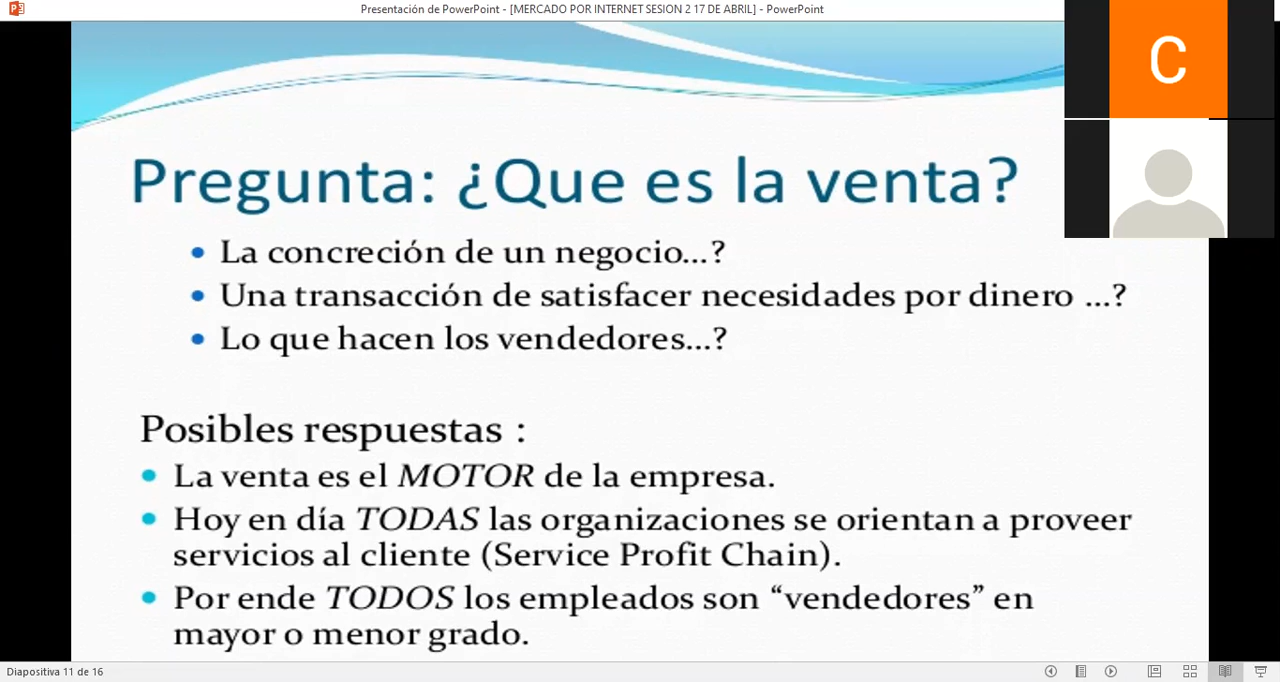 Presentación de PowerPoint - [MERCADO POR INTERNET SESION 2 17 DE ABRIL] - PowerPoint
C
Pregunta: ¿Que es la venta?
• La concreción de un negocio...?
• Una transacción de satisfacer necesidades por dinero ...?
• Lo que hacen los vendedores...?
Posibles respuestas :
• La venta es el MOTOR de la empresa.
• Hoy en día TODAS las organizaciones se orientan a proveer
servicios al cliente (Service Profit Chain).
• Por ende TODOS los empleados son “vendedores” en
mayor o menor grado.
Diapositiva 11 de 16